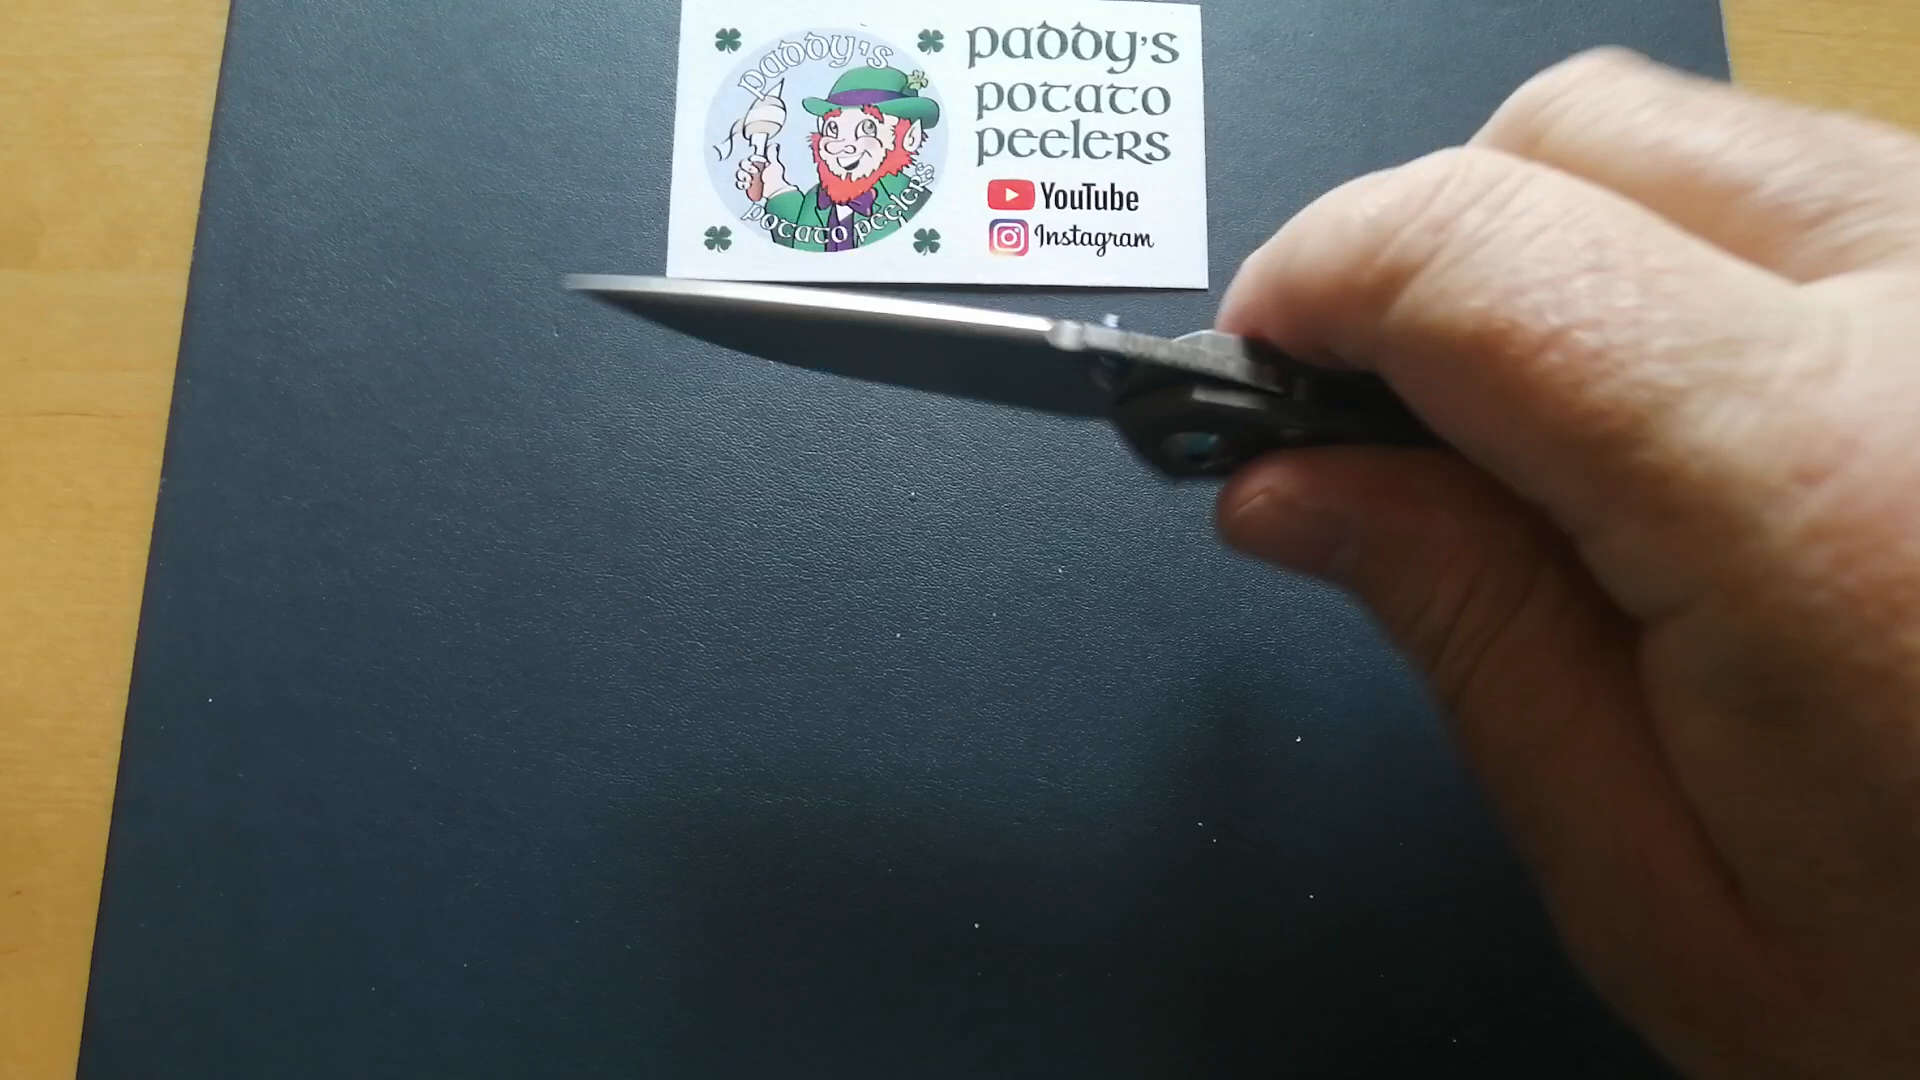 paddy's
potato peelers
paddy's
potato
peelers
YouTube
Instagram